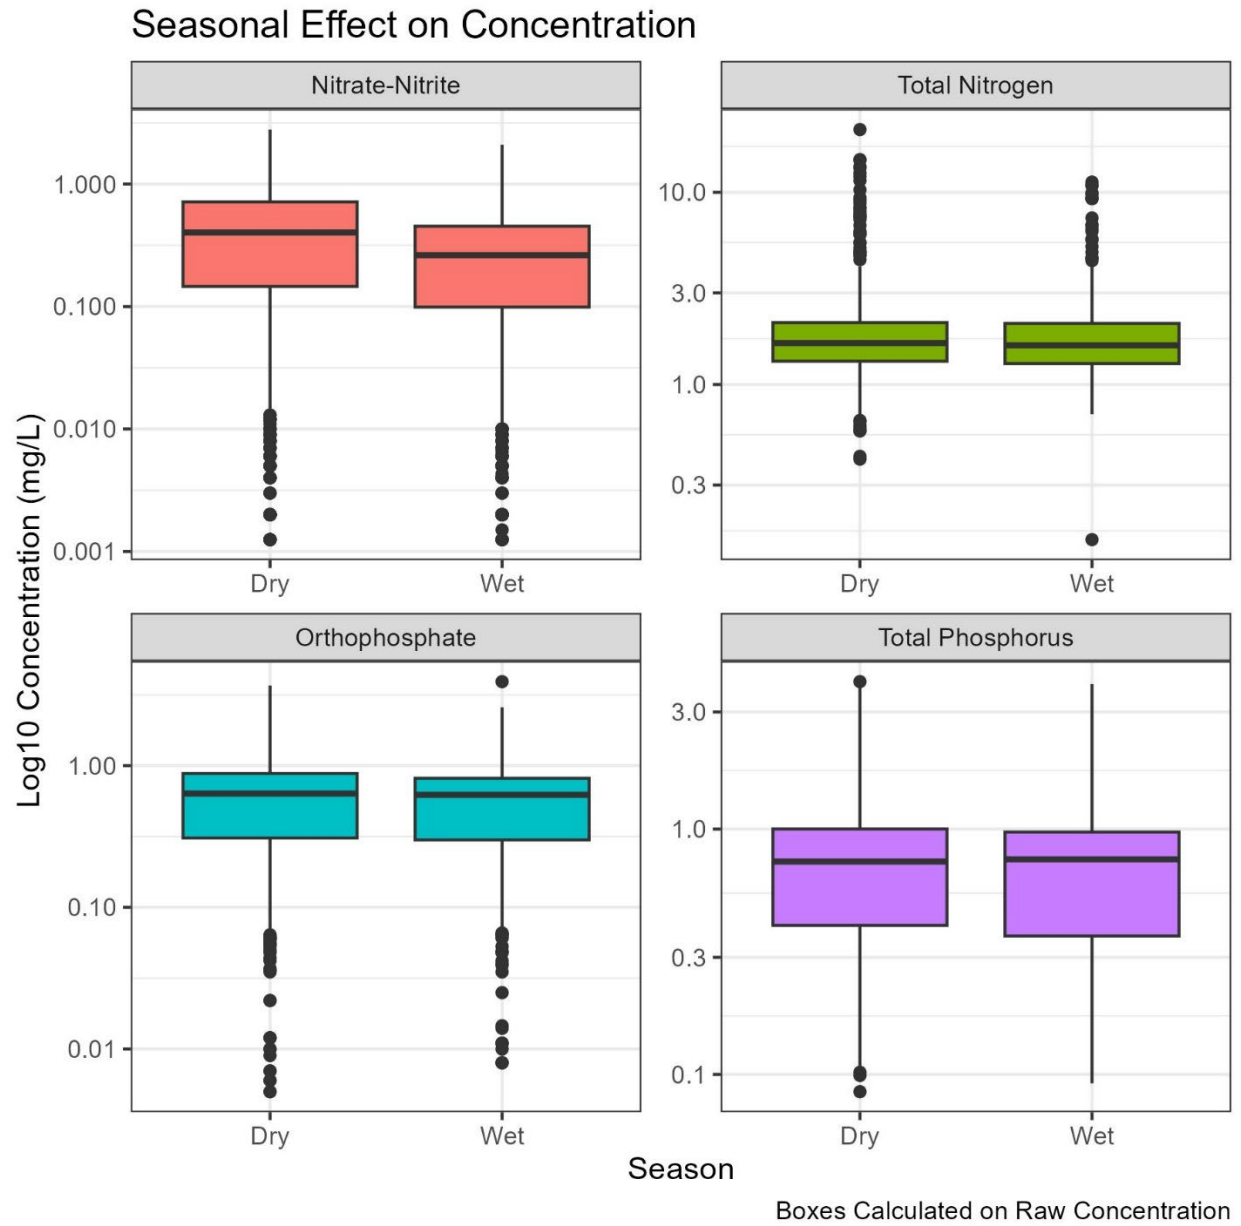 Seasonal Effect on Concentration
Nitrate-Nitrite
Total Nitrogen
1.000
0.100
0.010
0.001
10.0
3.0
1.0
0.3
Dry Wet
Dry Wet
Log10 Concentration (mg/L)
Orthophosphate
Total Phosphorus
1.00
0.10
0.01
3.0
1.0
0.3
0.1
Dry Wet
Dry Wet
Season
Boxes Calculated on Raw Concentration